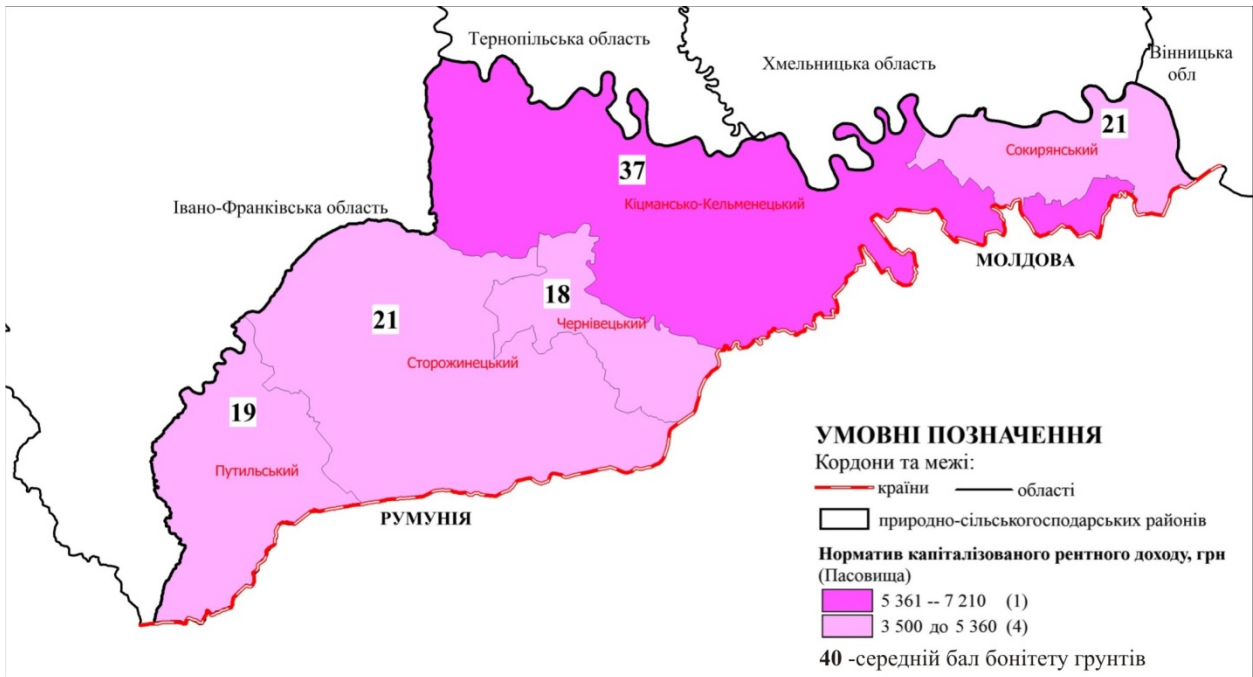 Тернопільська область
Хмельницька область
Вінницька
обл
21
Сокирянський
37
Кіцмансько-Кельменецький
Івано-Франківська область
МОЛДОВА
18
Чернівецький
21
Сторожинецький
19
Путильський
РУМУНІЯ
УМОВНІ ПОЗНАЧЕННЯ
Кордони та межі:
країни області
природно-сільськогосподарських районів
Норматив капіталізованого рентного доходу, грн
(Пасовища)
5 361 -- 7 210 (1)
3 500 до 5 360 (4)
40 -середній бал бонітету грунтів